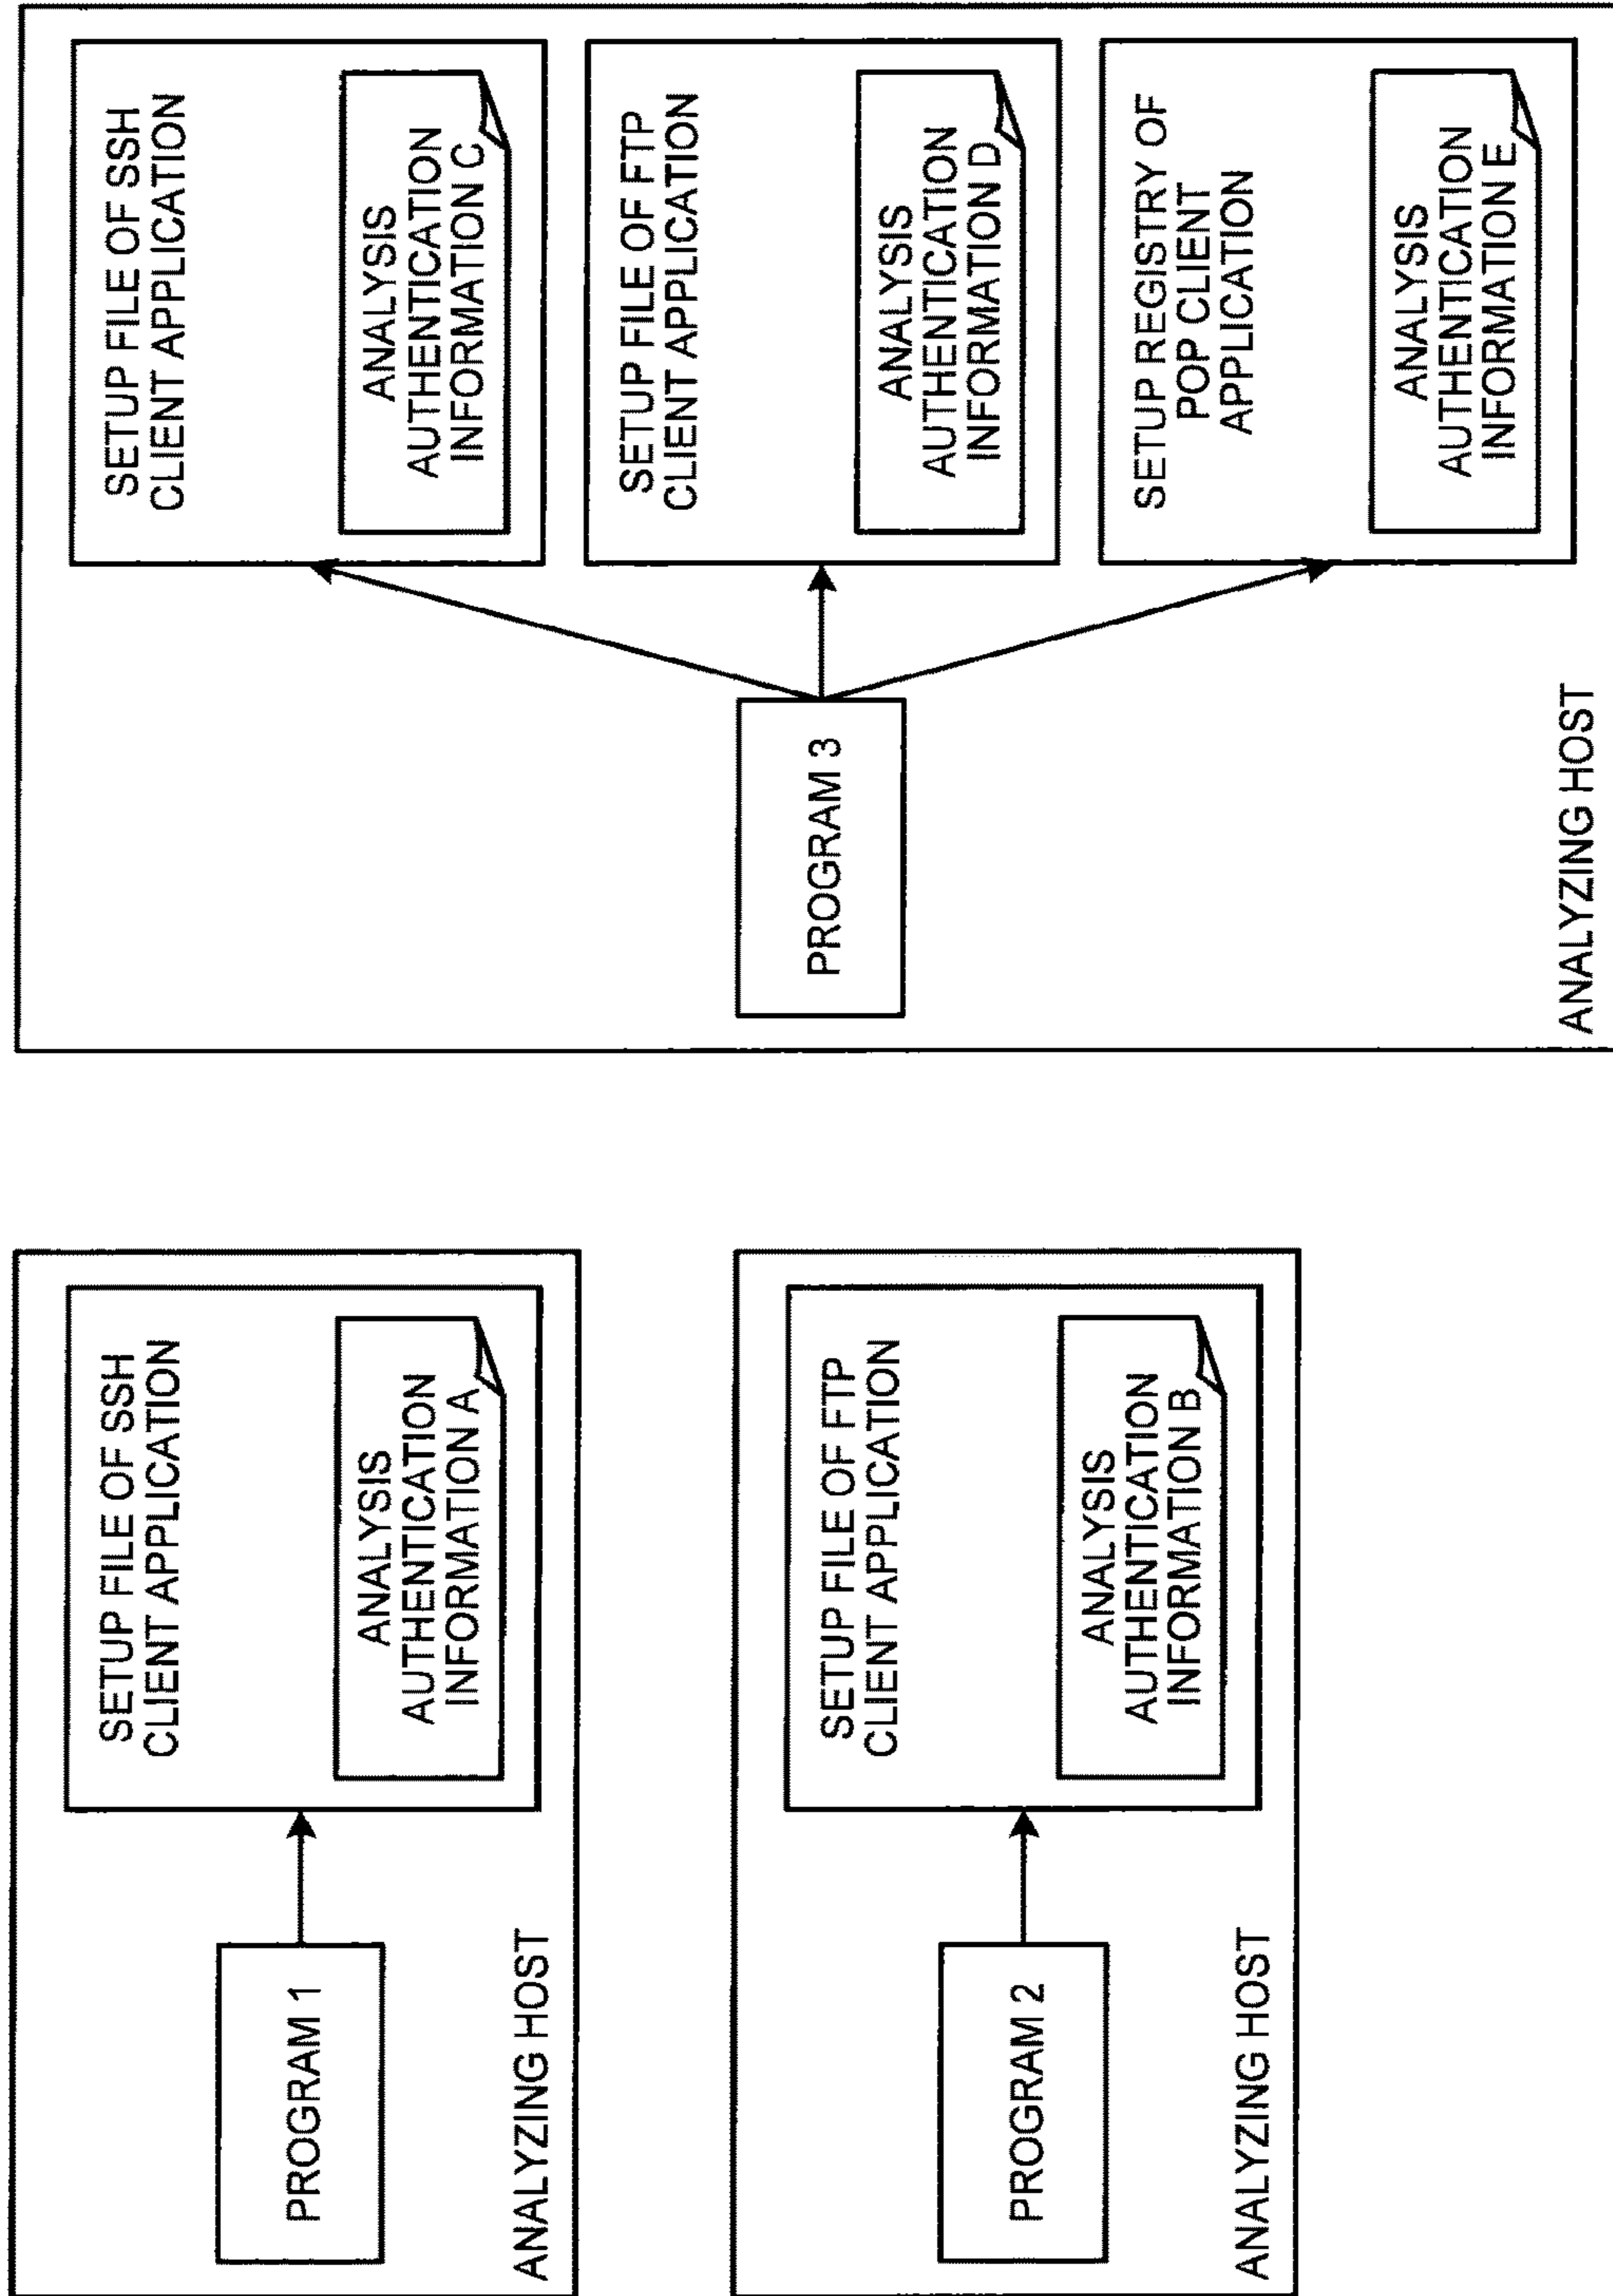 SETUP FILE OF SSH
CLIENT APPLICATION
ANALYSIS
AUTHENTICATION
INFORMATION A
PROGRAM 1
ANALYZING HOST
SETUP FILE OF FTP
CLIENT APPLICATION
ANALYSIS
AUTHENTICATION
INFORMATION B
PROGRAM 2
ANALYZING HOST
SETUP FILE OF SSH
CLIENT APPLICATION
ANALYSIS
AUTHENTICATION
INFORMATION C
SETUP FILE OF FTP
CLIENT APPLICATION
ANALYSIS
AUTHENTICATION
INFORMATION D
PROGRAM 3
SETUP REGISTRY OF
POP CLIENT
APPLICATION
ANALYSIS
AUTHENTICATION
INFORMATION E
ANALYZING HOST